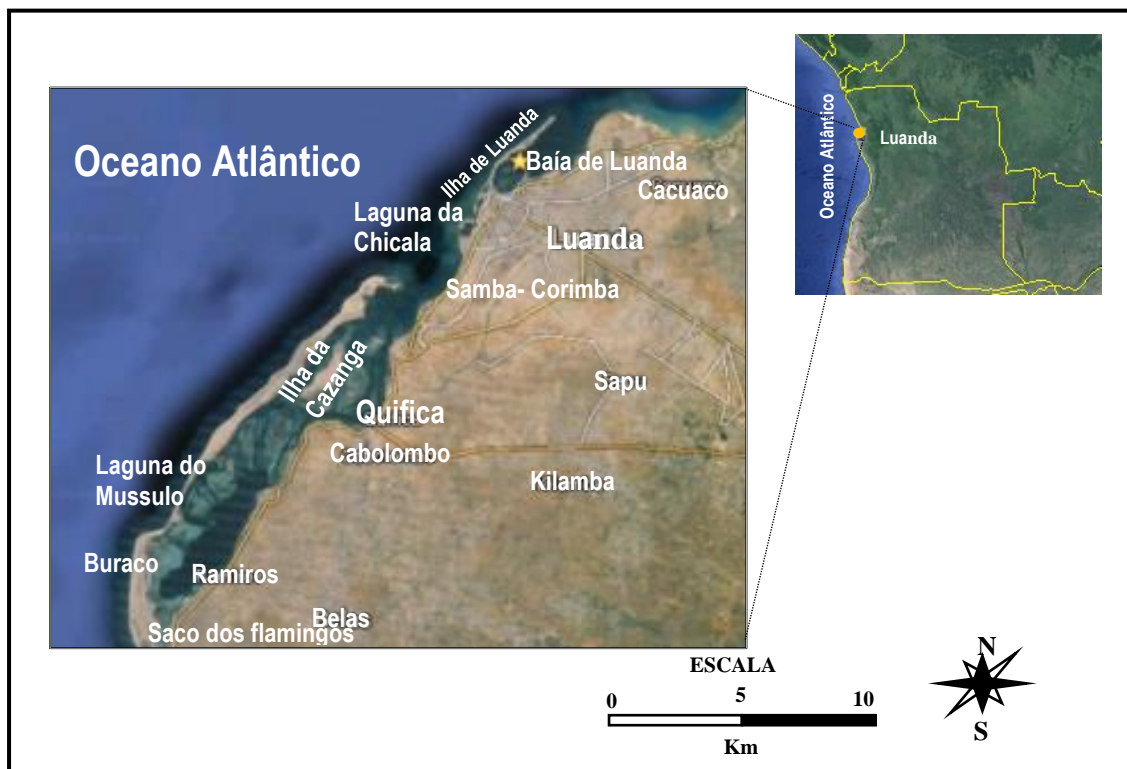 Oceano Atlântico
Ilha de Luanda
Baía de Luanda
Cacuaco
Laguna da
Chicala
Luanda
Samba- Corimba
Ilha da
Cazanga
Sapu
Quifica
Cabolombo
Laguna do
Mussulo
Kilamba
Buraco
Ramiros
Belas
Saco dos flamingos
Oceano Atlântico
Luanda
ESCALA
0 5 10
Km
N
S